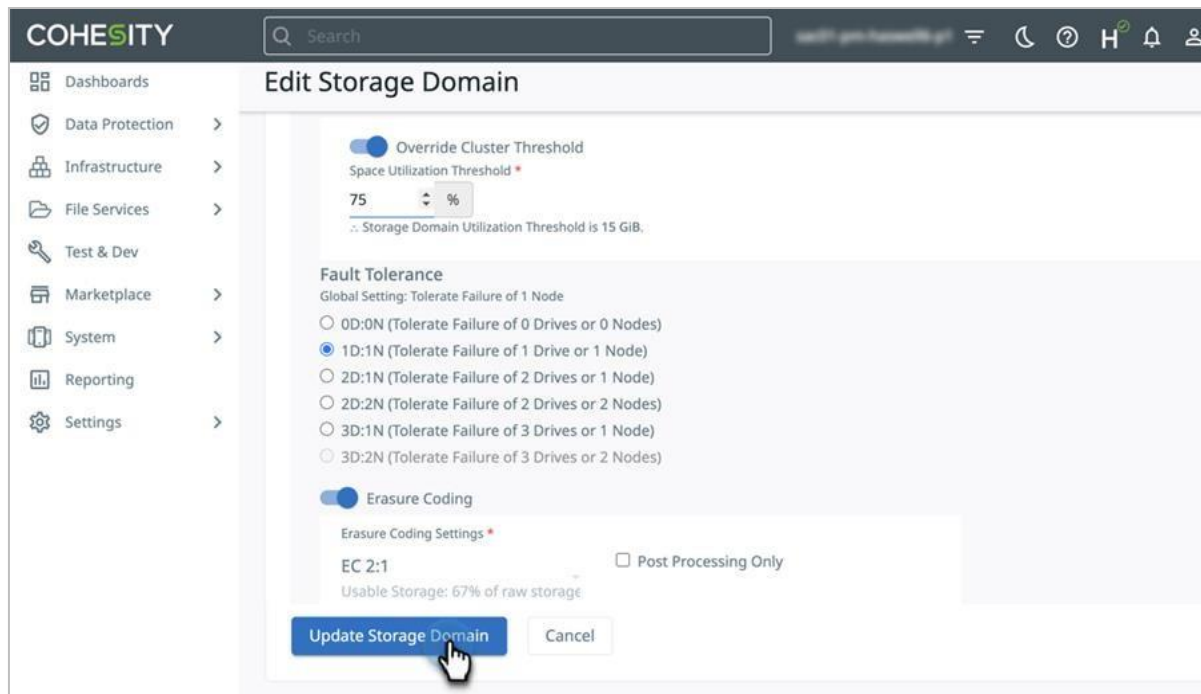 COHESITY
Search
H
Edit Storage Domain
Dashboards
Data Protection
Infrastructure
File Services
Test & Dev
Marketplace
System
Reporting
Settings
Override Cluster Threshold
Space Utilization Threshold *
75 %
∴ Storage Domain Utilization Threshold is 15 GiB.
Fault Tolerance
Global Setting: Tolerate Failure of 1 Node
0D:0N (Tolerate Failure of 0 Drives or 0 Nodes)
1D:1N (Tolerate Failure of 1 Drive or 1 Node)
2D:1N (Tolerate Failure of 2 Drives or 1 Node)
2D:2N (Tolerate Failure of 2 Drives or 2 Nodes)
3D:1N (Tolerate Failure of 3 Drives or 1 Node)
3D:2N (Tolerate Failure of 3 Drives or 2 Nodes)
Erasure Coding
Erasure Coding Settings *
EC 2:1
Post Processing Only
Usable Storage: 67% of raw storage
Update Storage Domain
Cancel